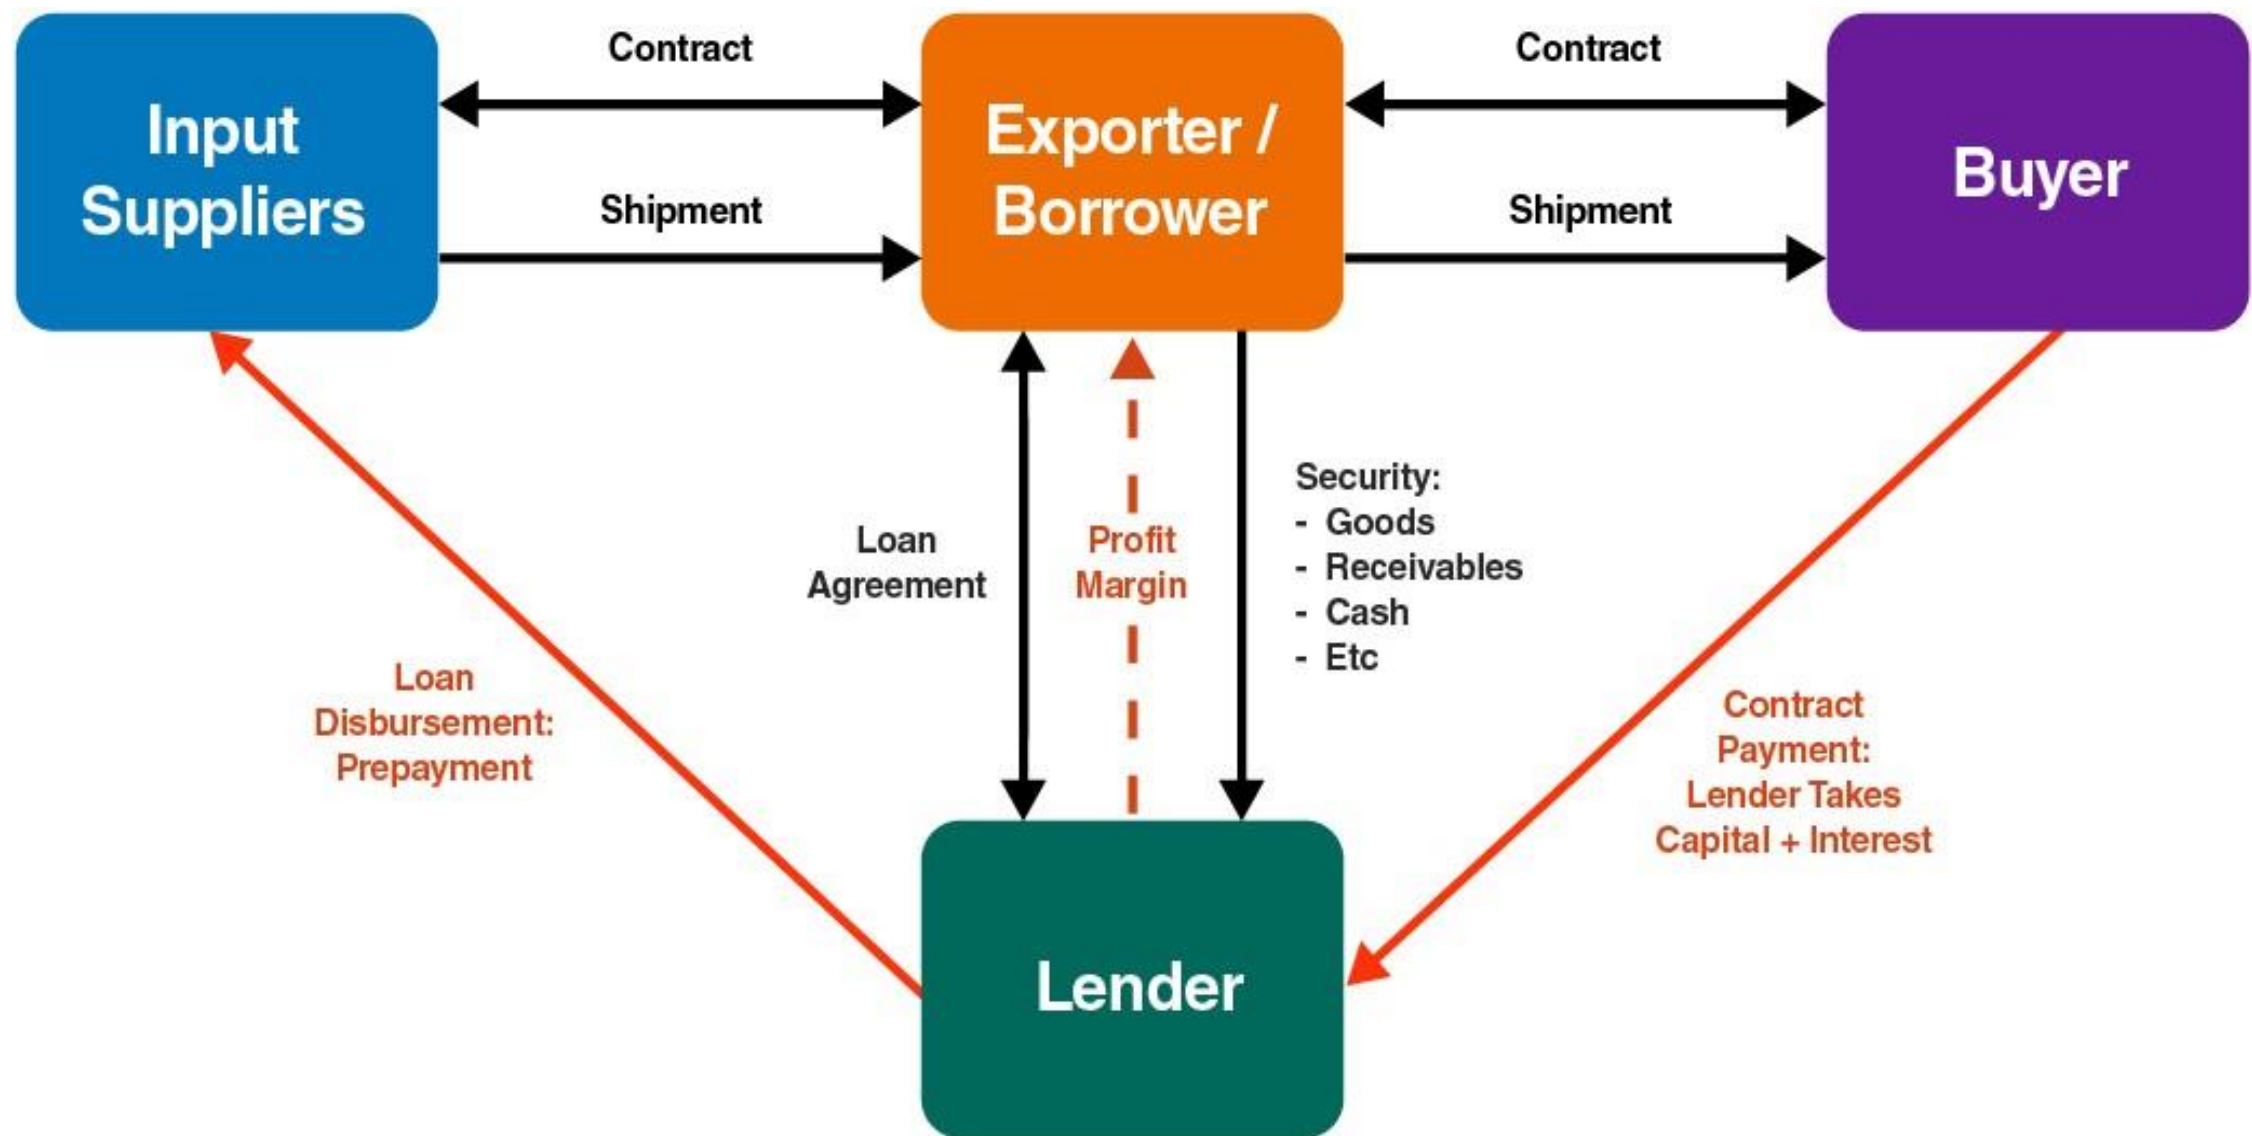 Contract
Contract
Input
Suppliers
Exporter /
Borrower
Buyer
Shipment
Shipment
Loan
Agreement
Profit
Margin
Security:
- Goods
- Receivables
- Cash
- Etc
Loan
Disbursement:
Prepayment
Contract
Payment:
Lender Takes
Capital + Interest
Lender